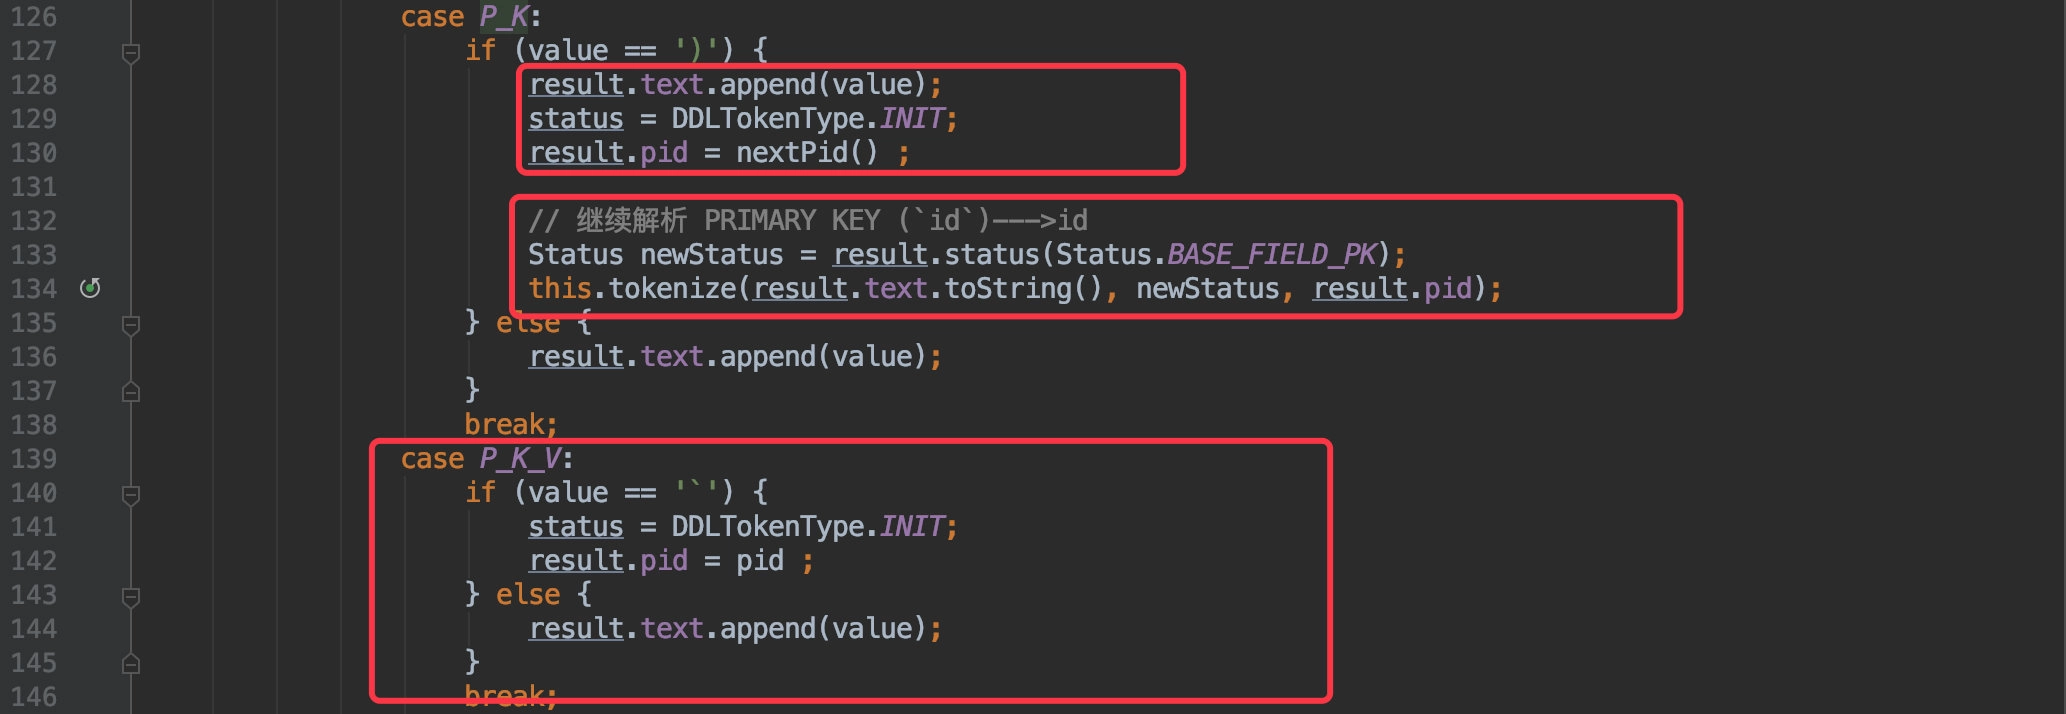 126 case P_K:
127 if (value == ')') {
128 result.text.append(value);
129 status = DDLTokenType.INIT;
130 result.pid = nextPid() ;
131
132 // 继续解析 PRIMARY KEY (`id`)--->id
133 Status newStatus = result.status(Status.BASE_FIELD_PK);
134 this.tokenize(result.text.toString(), newStatus, result.pid);
135 } else {
136 result.text.append(value);
137 }
138 break;
139 case P_K_V:
140 if (value == '`') {
141 status = DDLTokenType.INIT;
142 result.pid = pid ;
143 } else {
144 result.text.append(value);
145 }
146 break;